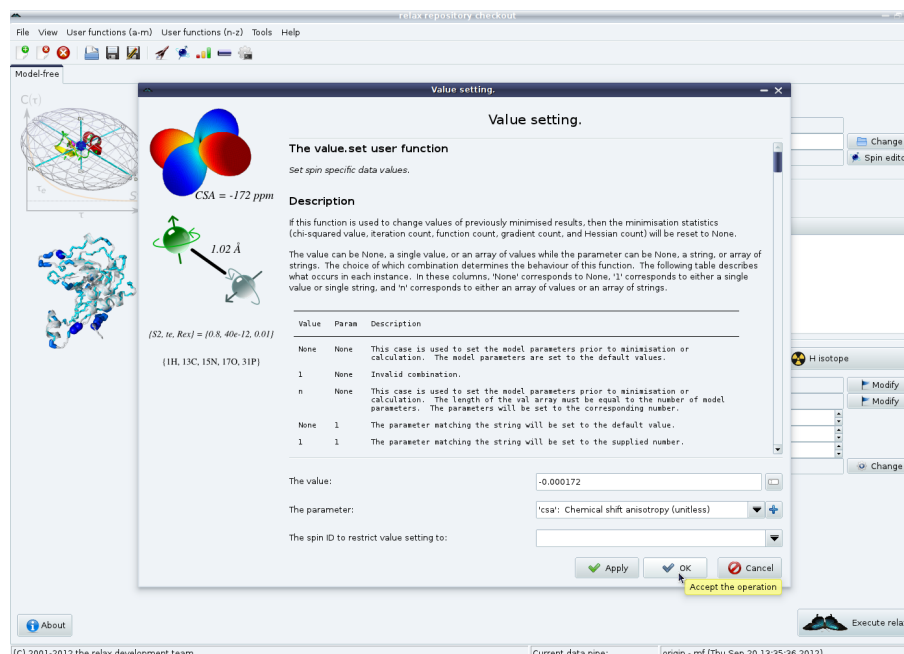 relax repository checkout
File View User functions (a-m) User functions (n-z) Tools Help
Model-free
C(τ)
τe
S
τ
Value setting.
Value setting.
CSA = -172 ppm
1.02 Å
{S2, te, Rex} = {0.8, 40e-12, 0.01}
{1H, 13C, 15N, 17O, 31P}
The value.set user function
Set spin specific data values.
Description
If this function is used to change values of previously minimised results, then the minimisation statistics
(chi-squared value, iteration count, function count, gradient count, and Hessian count) will be reset to None.
The value can be None, a single value, or an array of values while the parameter can be None, a string, or array of
strings. The choice of which combination determines the behaviour of this function. The following table describes
what occurs in each instance. In these columns, 'None' corresponds to None, '1' corresponds to either a single
value or single string, and 'n' corresponds to either an array of values or an array of strings.
Value Param Description
None None This case is used to set the model parameters prior to minimisation or
calculation. The model parameters are set to the default values.
1 None Invalid combination.
n None This case is used to set the model parameters prior to minimisation or
calculation. The length of the val array must be equal to the number of model
parameters. The parameters will be set to the corresponding number.
None 1 The parameter matching the string will be set to the default value.
1 1 The parameter matching the string will be set to the supplied number.
The value: -0.000172
The parameter: 'csa': Chemical shift anisotropy (unitless)
The spin ID to restrict value setting to:
Apply OK Cancel
Accept the operation
Change
Spin edito
H isotope
Modify
Modify
Change
About
Execute rela
(C) 2001-2012 the relax development team
Current data pipe:
origin - mf (Thu Sep 20 13:35:36 2012)